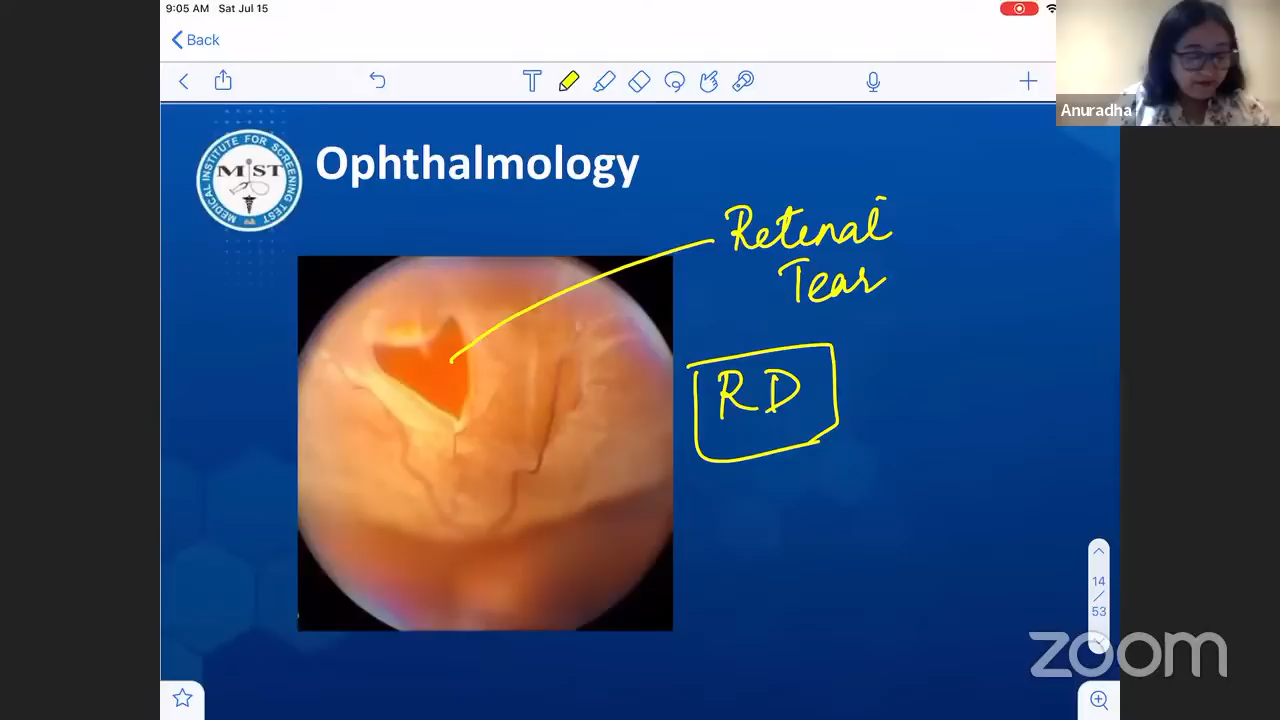 9:05 AM Sat Jul 15
Back
Anuradha
MEDICAL INSTITUTE FOR SCREENING TEST
MIST
Ophthalmology
Retenal
Tear
RD
14
/
53
zoom